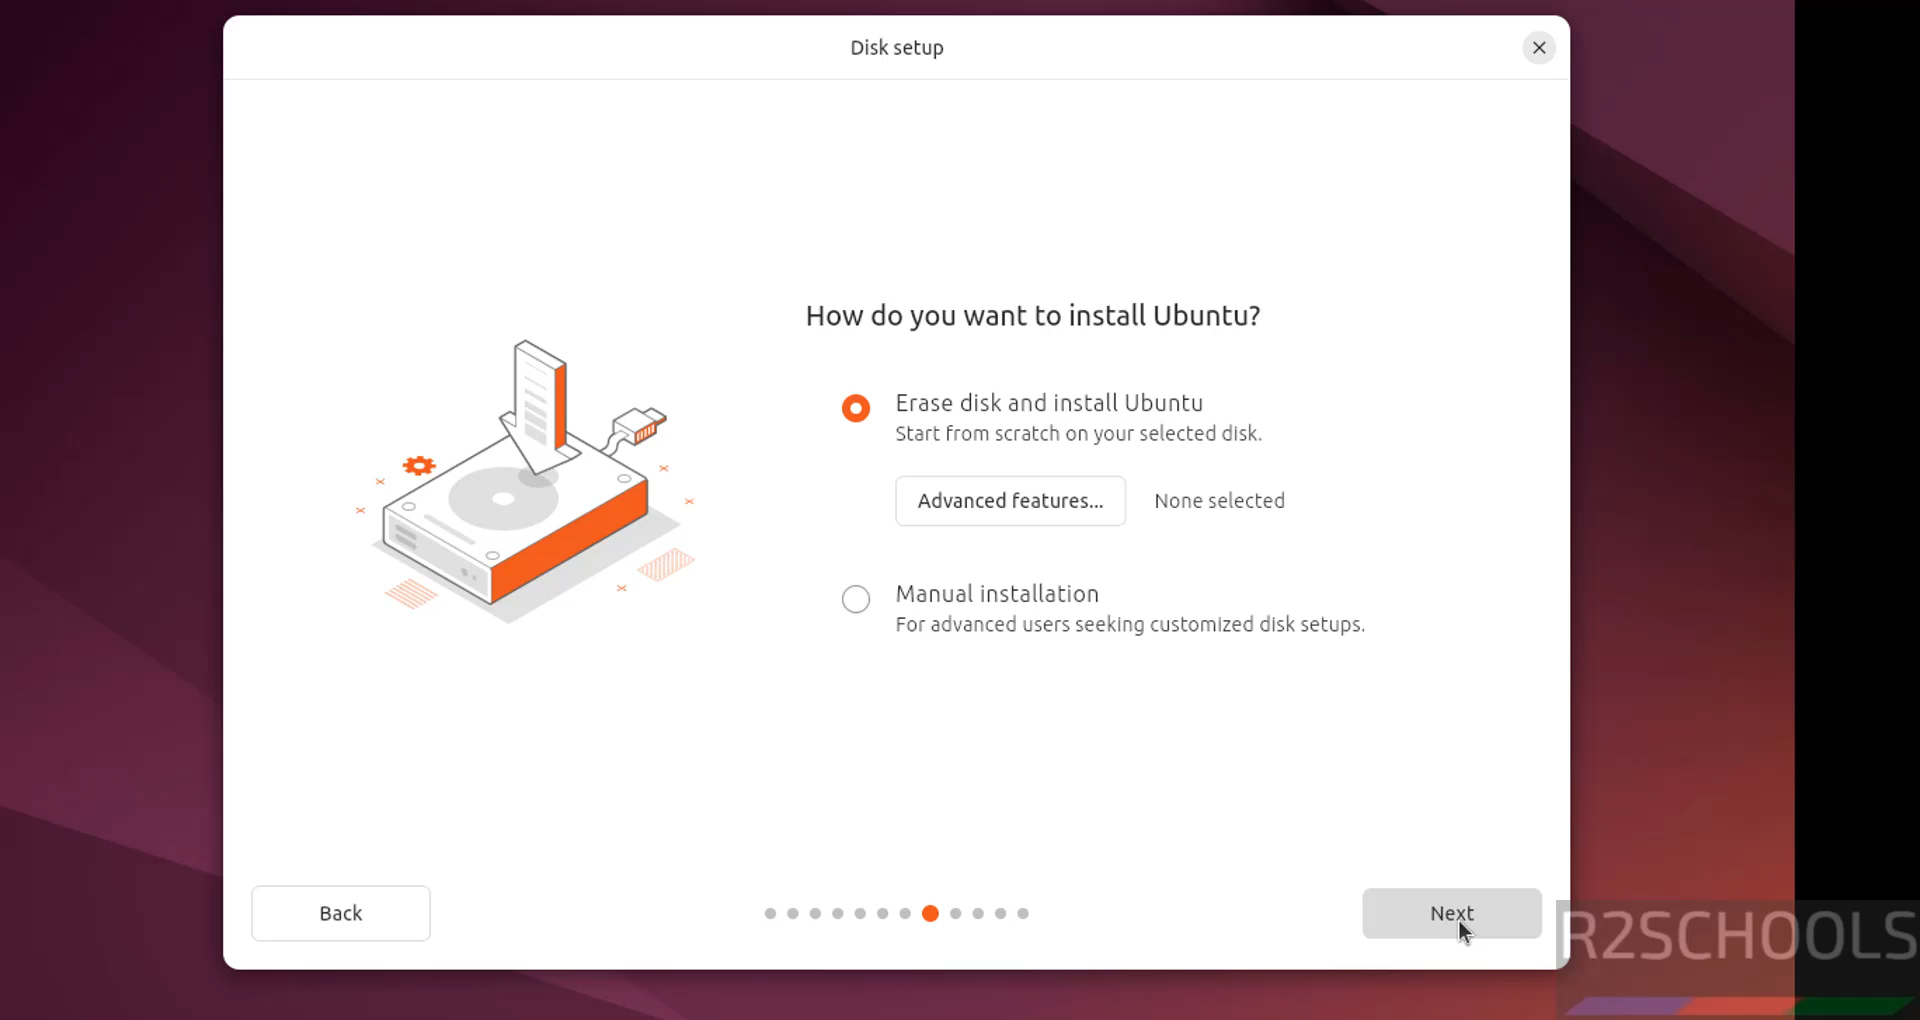 Disk setup
How do you want to install Ubuntu?
Erase disk and install Ubuntu
Start from scratch on your selected disk.
Advanced features... None selected
Manual installation
For advanced users seeking customized disk setups.
Back
Next
R2SCHOOLS